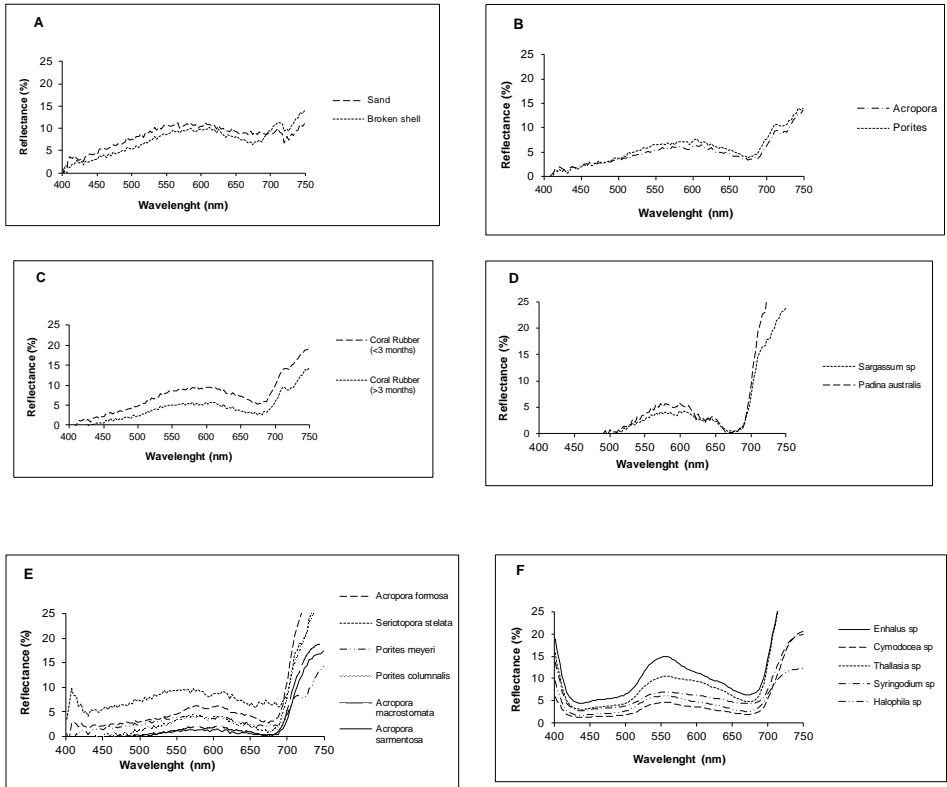 A
25
20
15
10
5
0
Reflectance (%)
400 450 500 550 600 650 700 750
Wavelenght (nm)
Sand
Broken shell
B
25
20
15
10
5
0
Reflectance (%)
400 450 500 550 600 650 700 750
Wavelenght (nm)
Acropora
Porites
C
25
20
15
10
5
0
Reflectance (%)
400 450 500 550 600 650 700 750
Wavelenght (nm)
Coral Rubber
(<3 months)
Coral Rubber
(>3 months)
D
25
20
15
10
5
0
Reflectance (%)
400 450 500 550 600 650 700 750
Wavelenght (nm)
Sargassum sp
Padina australis
E
25
20
15
10
5
0
Reflectance (%)
400 450 500 550 600 650 700 750
Wavelenght (nm)
Acropora formosa
Seriotopora stelata
Porites meyeri
Porites columnalis
Acropora
macrostomata
Acropora
sarmentosa
F
25
20
15
10
5
0
Reflectance (%)
400 450 500 550 600 650 700 750
Wavelenght (nm)
Enhalus sp
Cymodocea sp
Thallasia sp
Syringodium sp
Halophila sp